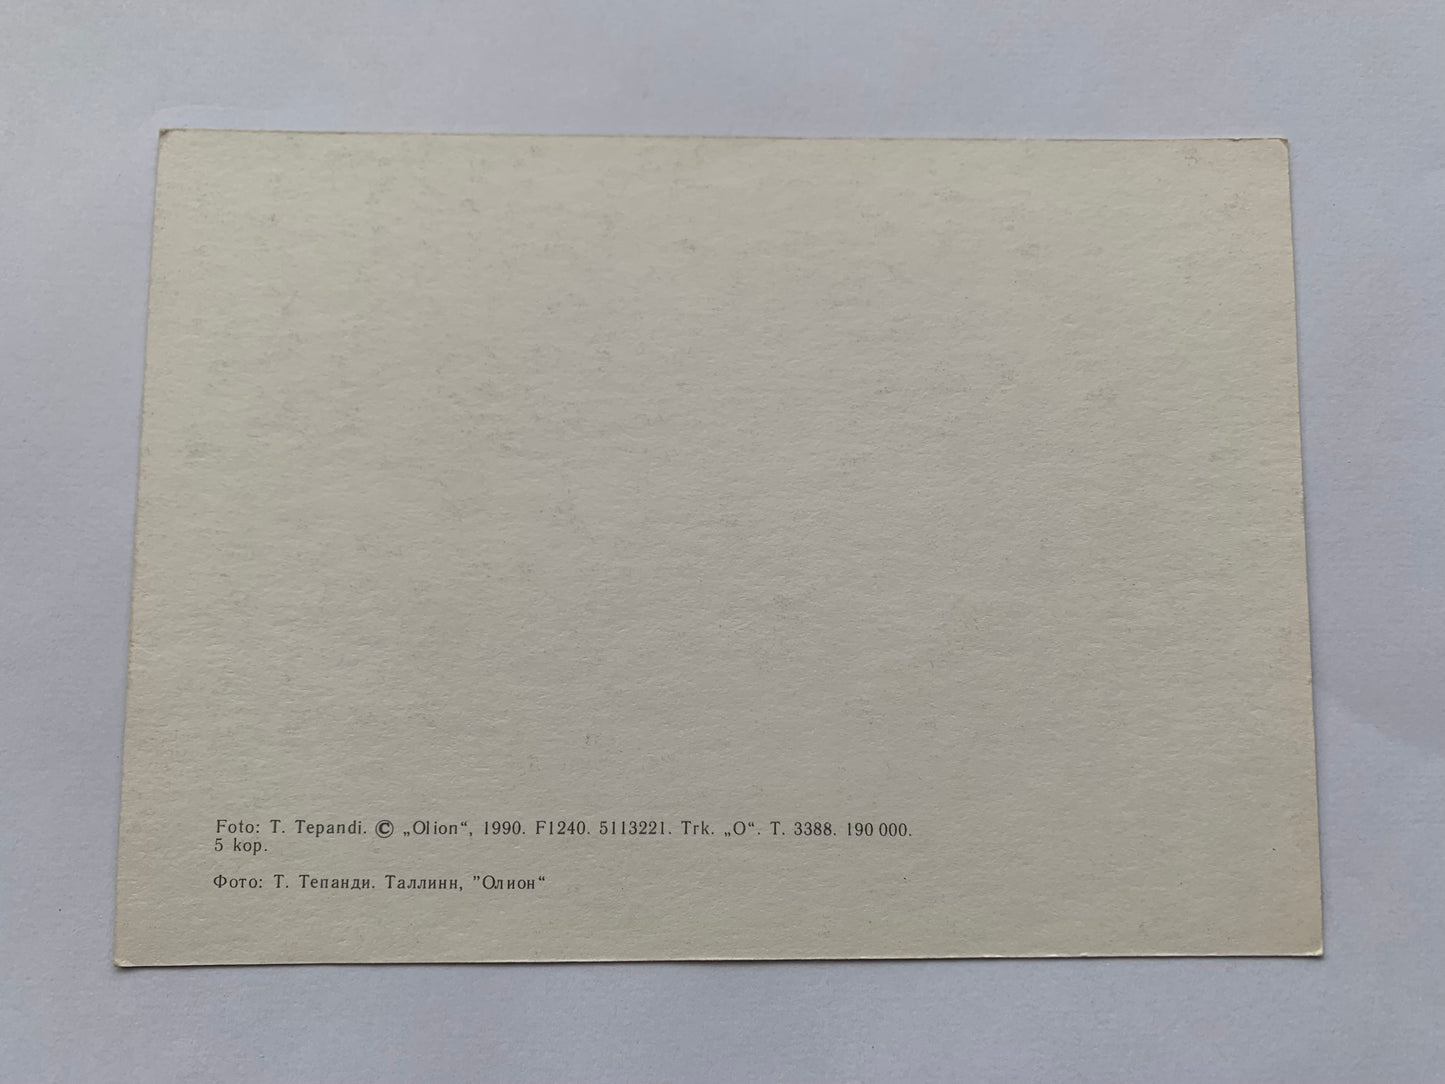 Foto: T. Tepandi. © „Olion“, 1990. F1240. 5113221. Trk. „O“. T. 3388. 190 000.
5 kop.
Фото: Т. Тепанди. Таллинн, ”Олион“